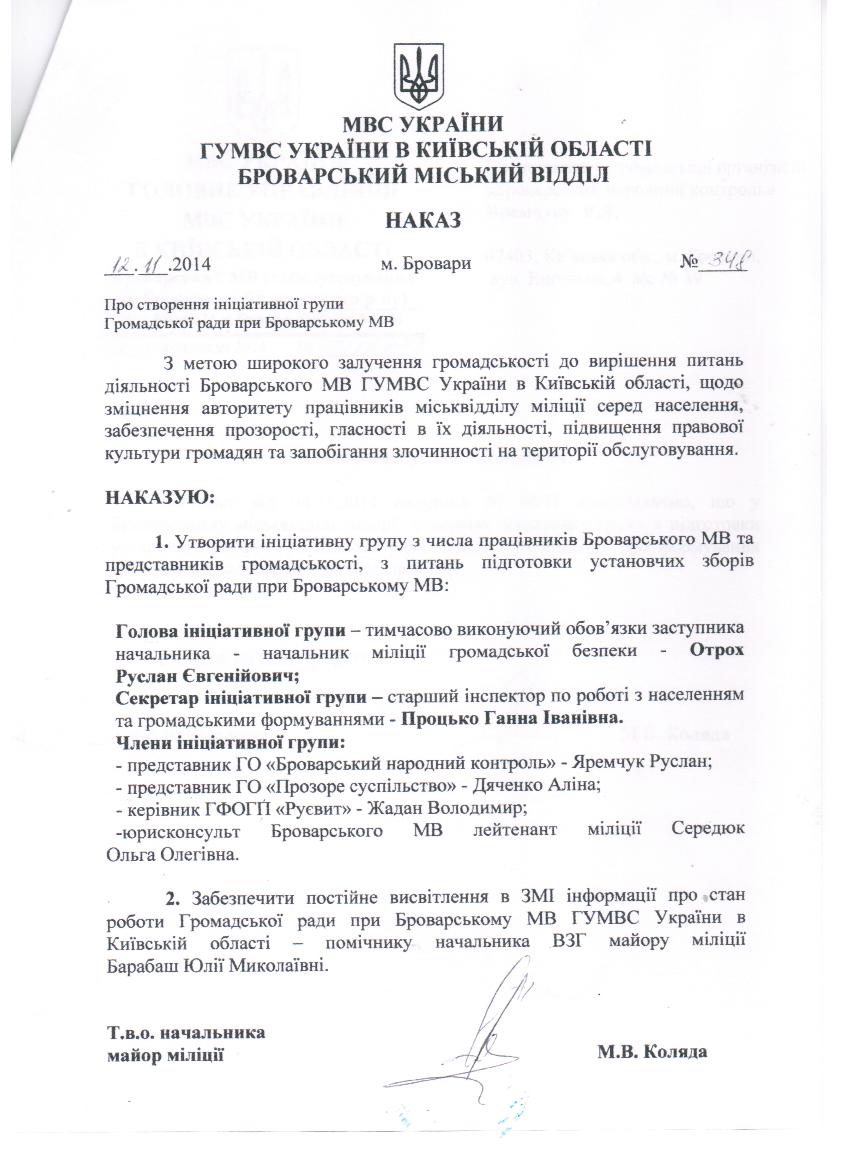 МВС УКРАЇНИ
ГУМВС УКРАЇНИ В КИЇВСЬКІЙ ОБЛАСТІ
БРОВАРСЬКИЙ МІСЬКИЙ ВІДДІЛ
НАКАЗ
12.11.2014 м. Бровари № 348
Про створення ініціативної групи
Громадської ради при Броварському МВ
З метою широкого залучення громадськості до вирішення питань
діяльності Броварського МВ ГУМВС України в Київській області, щодо
зміцнення авторитету працівників міськвідділу міліції серед населення,
забезпечення прозорості, гласності в їх діяльності, підвищення правової
культури громадян та запобігання злочинності на території обслуговування.
НАКАЗУЮ:
1. Утворити ініціативну групу з числа працівників Броварського МВ та
представників громадськості, з питань підготовки установчих зборів
Громадської ради при Броварському МВ:
Голова ініціативної групи – тимчасово виконуючий обов’язки заступника
начальника - начальник міліції громадської безпеки - Отрох
Руслан Євгенійович;
Секретар ініціативної групи – старший інспектор по роботі з населенням
та громадськими формуваннями - Процько Ганна Іванівна.
Члени ініціативної групи:
- представник ГО «Броварський народний контроль» - Яремчук Руслан;
- представник ГО «Прозоре суспільство» - Дяченко Аліна;
- керівник ГФОГП «Руєвит» - Жадан Володимир;
-юрисконсульт Броварського МВ лейтенант міліції Середюк
Ольга Олегівна.
2. Забезпечити постійне висвітлення в ЗМІ інформації про стан
роботи Громадської ради при Броварському МВ ГУМВС України в
Київській області – помічнику начальника ВЗГ майору міліції
Барабаш Юлії Миколаївні.
Т.в.о. начальника
майор міліції М.В. Коляда